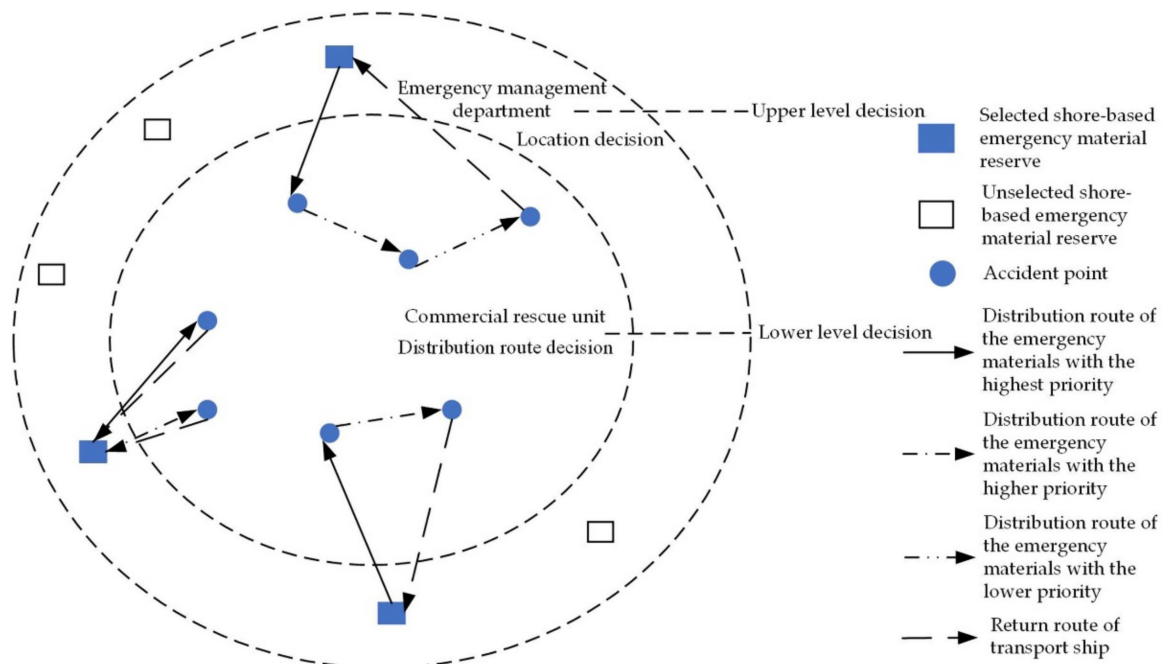 Emergency management
department
Upper level decision
Location decision
Commercial rescue unit
Lower level decision
Distribution route decision
Selected shore-based
emergency material
reserve
Unselected shore-
based emergency
material reserve
Accident point
Distribution route of
the emergency
materials with the
highest priority
Distribution route of
the emergency
materials with the
higher priority
Distribution route of
the emergency
materials with the
lower priority
Return route of
transport ship